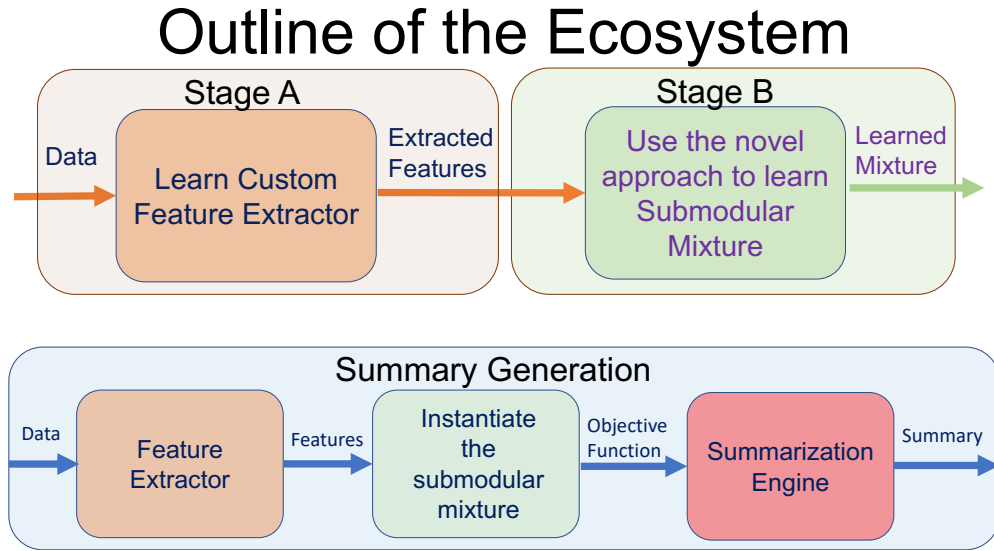 Outline of the Ecosystem
Stage A
Data
Learn Custom
Feature Extractor
Extracted
Features
Stage B
Use the novel
approach to learn
Submodular
Mixture
Learned
Mixture
Summary Generation
Data
Feature
Extractor
Features
Instantiate
the
submodular
mixture
Objective
Function
Summarization
Engine
Summary